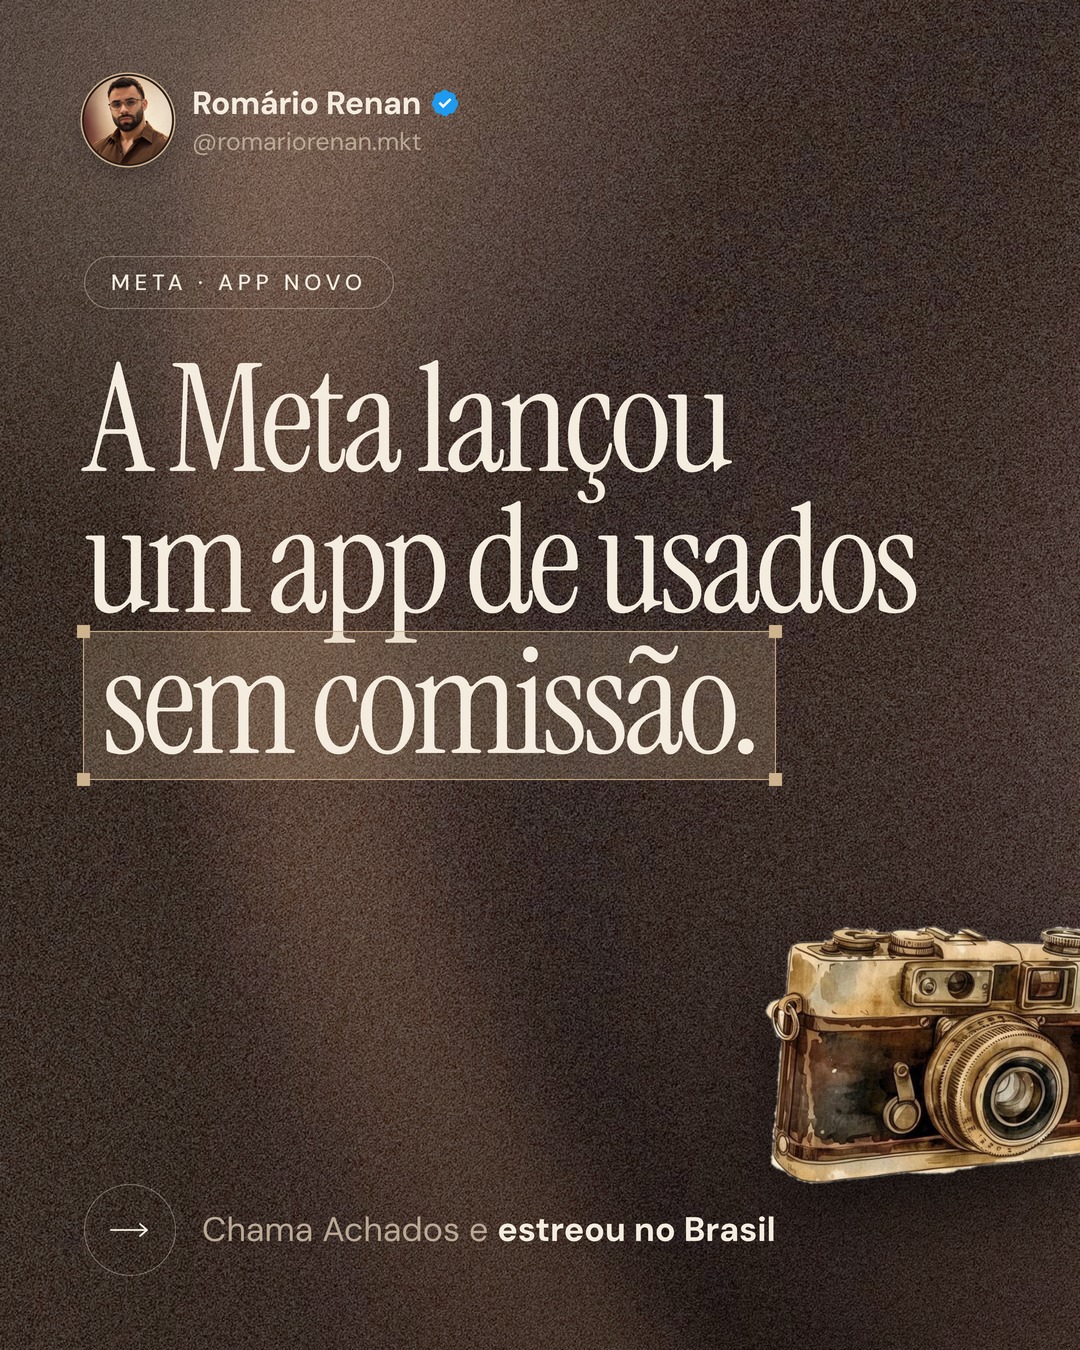 Romário Renan
@romariorenan.mkt
META · APP NOVO
A Meta lançou
um app de usados
sem comissão.
Chama Achados e estreou no Brasil